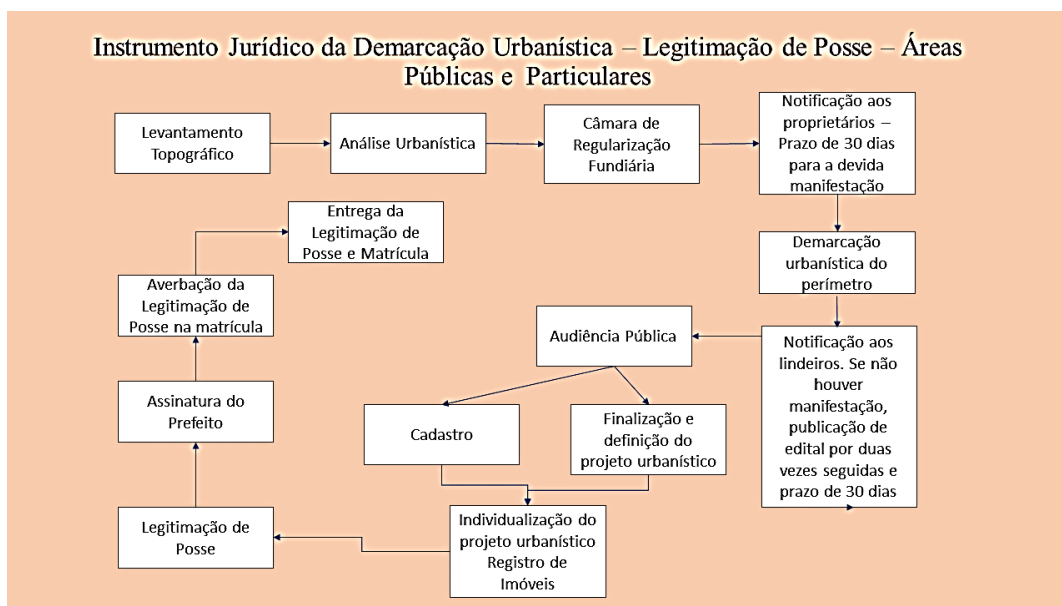 Instrumento Jurídico da Demarcação Urbanística – Legitimação de Posse – Áreas
Públicas e Particulares
Levantamento
Topográfico
Análise Urbanística
Câmara de
Regularização
Fundiária
Notificação aos
proprietários –
Prazo de 30 dias
para a devida
manifestação
Demarcação
urbanística do
perímetro
Notificação aos
lindeiros. Se não
houver
manifestação,
publicação de
edital por duas
vezes seguidas e
prazo de 30 dias
Audiência Pública
Cadastro
Finalização e
definição do
projeto urbanístico
Individualização do
projeto urbanístico
Registro de
Imóveis
Legitimação de
Posse
Assinatura do
Prefeito
Averbação da
Legitimação de
Posse na matrícula
Entrega da
Legitimação de
Posse e Matrícula